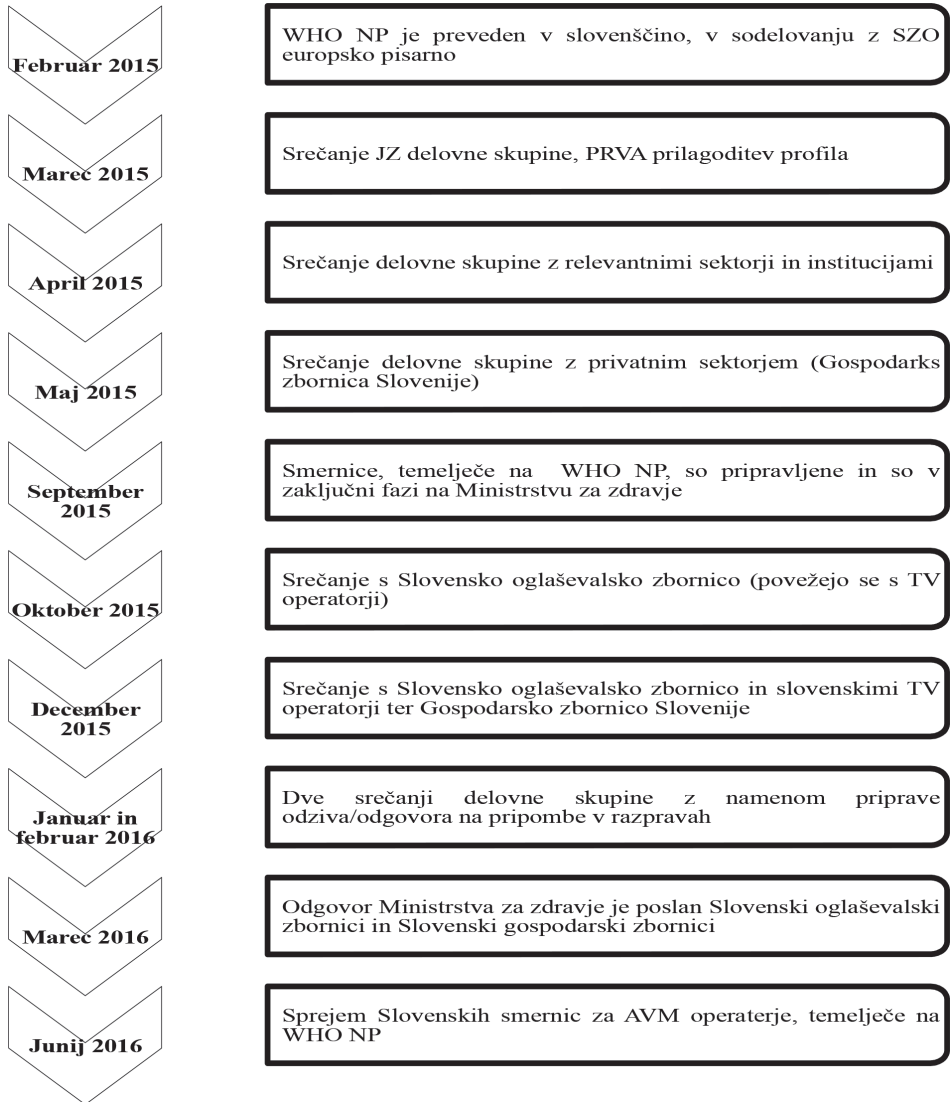 Februar 2015
WHO NP je preveden v slovenščino, v sodelovanju z SZO
europsko pisarno
Marec 2015
Srečanje JZ delovne skupine, PRVA prilagoditev profila
April 2015
Srečanje delovne skupine z relevantnimi sektorji in institucijami
Maj 2015
Srečanje delovne skupine z privatnim sektorjem (Gospodarks
zbornica Slovenije)
September
2015
Smernice, temelječe na WHO NP, so pripravljene in so v
zaključni fazi na Ministrstvu za zdravje
Oktober 2015
Srečanje s Slovensko oglaševalsko zbornico (povežejo se s TV
operatorji)
December
2015
Srečanje s Slovensko oglaševalsko zbornico in slovenskimi TV
operatorji ter Gospodarsko zbornico Slovenije
Januar in
februar 2016
Dve srečanji delovne skupine z namenom priprave
odziva/odgovora na pripombe v razpravah
Marec 2016
Odgovor Ministrstva za zdravje je poslan Slovenski oglaševalski
zbornici in Slovenski gospodarski zbornici
Junij 2016
Sprejem Slovenskih smernic za AVM operaterje, temelječe na
WHO NP